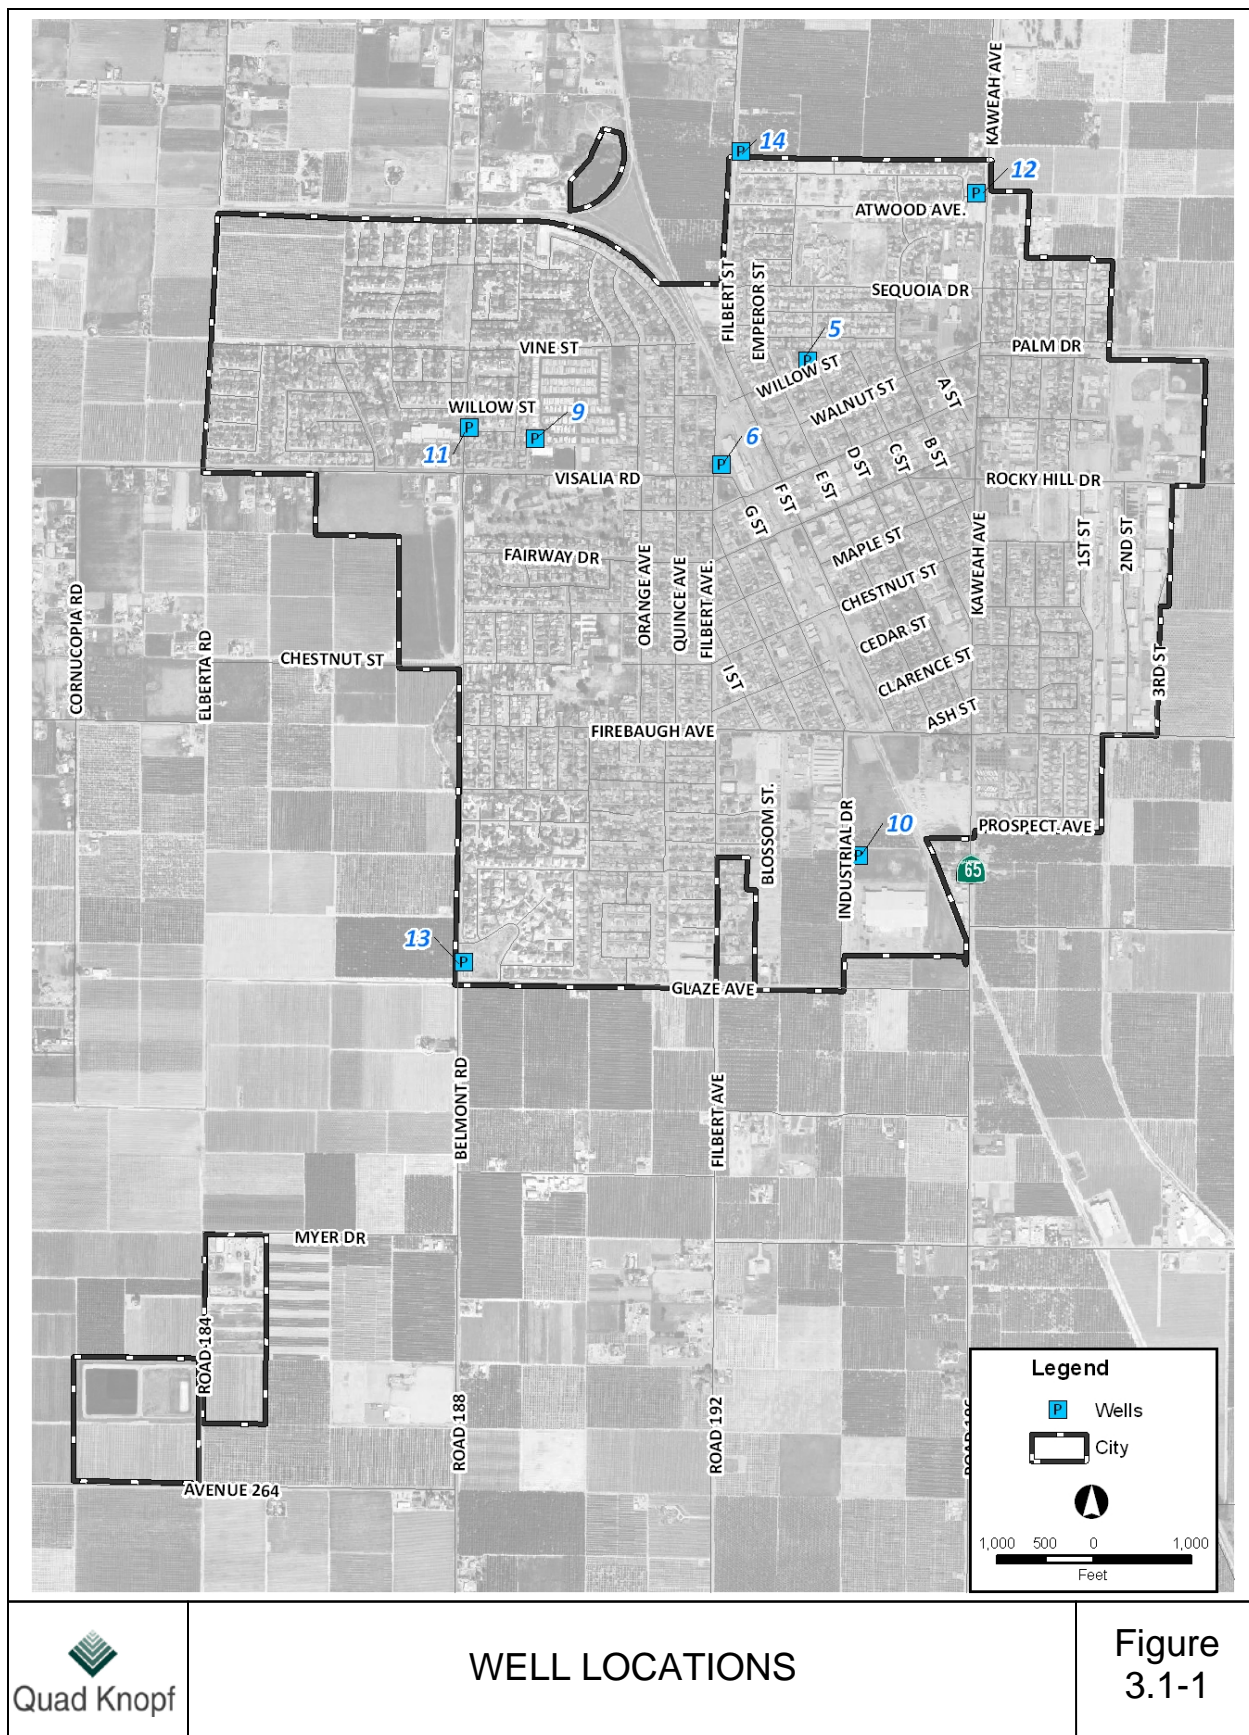 KAWEAH AVE
14
12
ATWOOD AVE.
FILBERT ST
EMPEROR ST
SEQUOIA DR
5
VINE ST
PALM DR
WILLOW ST
WILLOW ST
WALNUT ST
A ST
9
11
6
D ST
C ST
B ST
VISALIA RD
E ST
F ST
ROCKY HILL DR
G ST
MAPLE ST
KAWEAH AVE
1ST ST
2ND ST
FAIRWAY DR
ORANGE AVE
QUINCE AVE
FILBERT AVE.
CHESTNUT ST
CORNUCOPIA RD
ELBERTA RD
CHESTNUT ST
CEDAR ST
I ST
CLARENCE ST
3RD ST
ASH ST
FIREBAUGH AVE
BLOSSOM ST.
INDUSTRIAL DR
10
PROSPECT AVE
65
13
GLAZE AVE
BELMONT RD
FILBERT AVE
MYER DR
ROAD 184
ROAD 188
ROAD 192
AVENUE 264
Legend
P Wells
City
1,000 500 0 1,000
Feet
Quad Knopf
WELL LOCATIONS
Figure
3.1-1